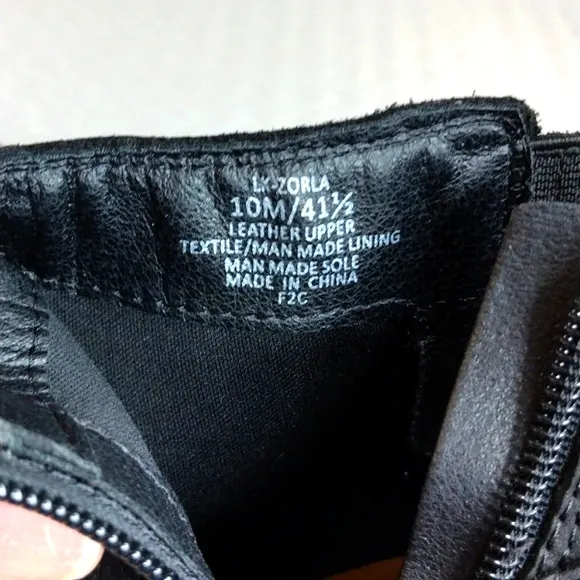 LK-ZORLA
10M/41½
LEATHER UPPER
TEXTILE/MAN MADE LINING
MAN MADE SOLE
MADE IN CHINA
F2C